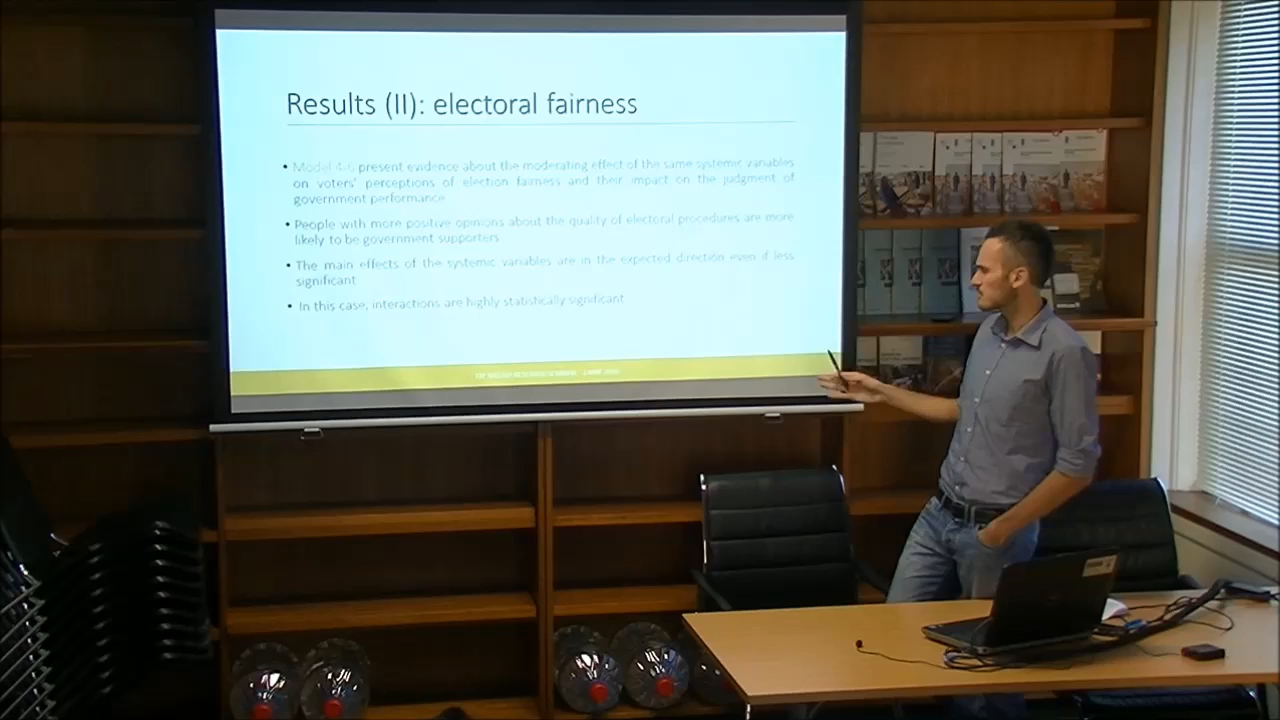 Results (II): electoral fairness
• Model 4-6 present evidence about the moderating effect of the same systemic variables
on voters' perceptions of election fairness and their impact on the judgment of
government performance
• People with more positive opinions about the quality of electoral procedures are more
likely to be government supporters
• The main effects of the systemic variables are in the expected direction even if less
significant
• In this case, interactions are highly statistically significant